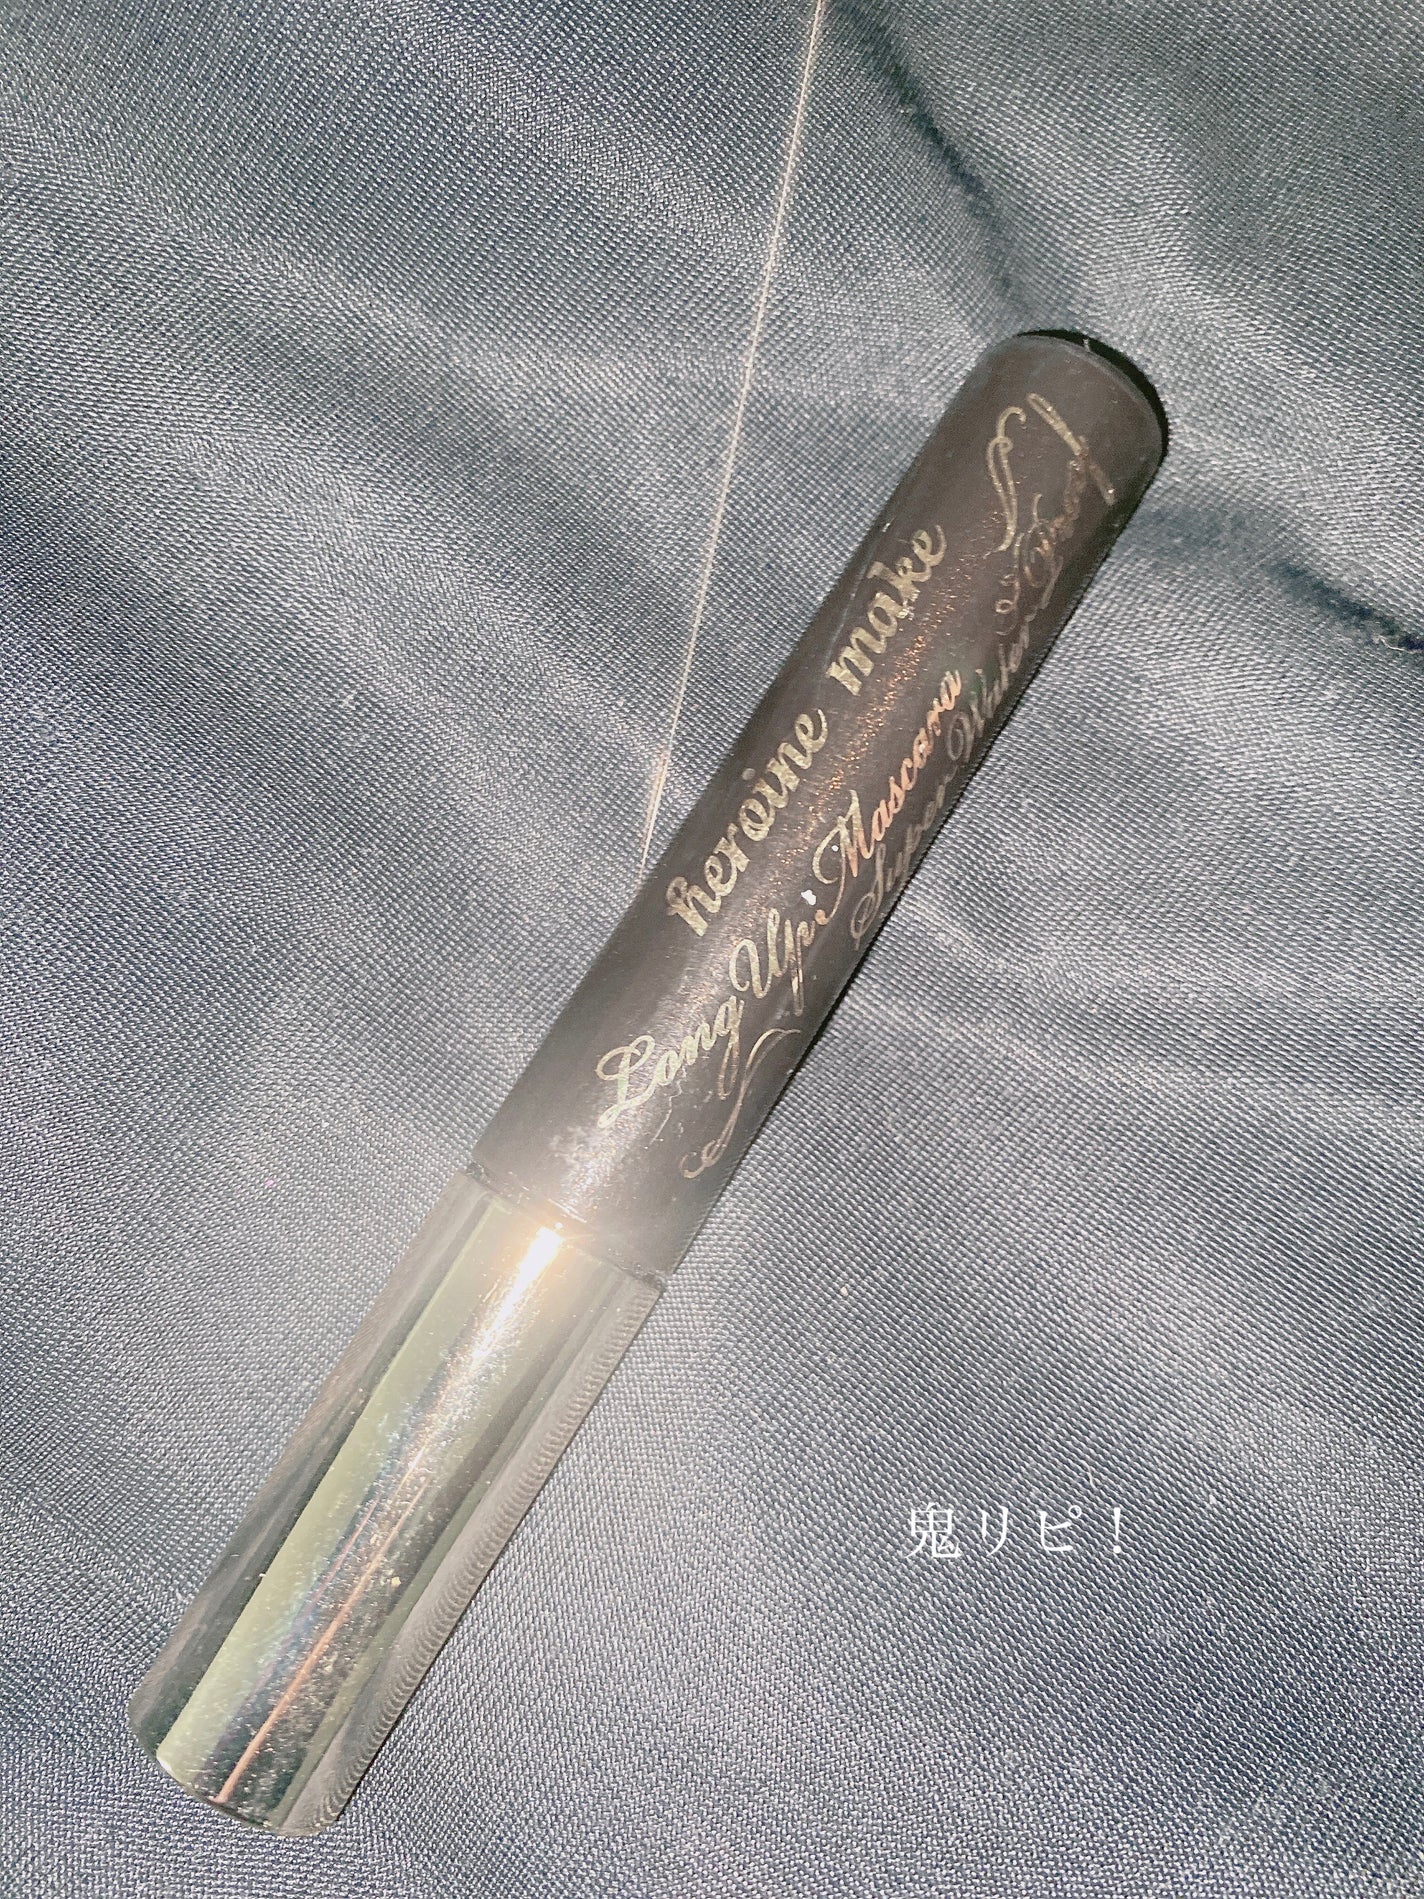 heroine make
Long Up Mascara
Super Water Proof
鬼リピ！